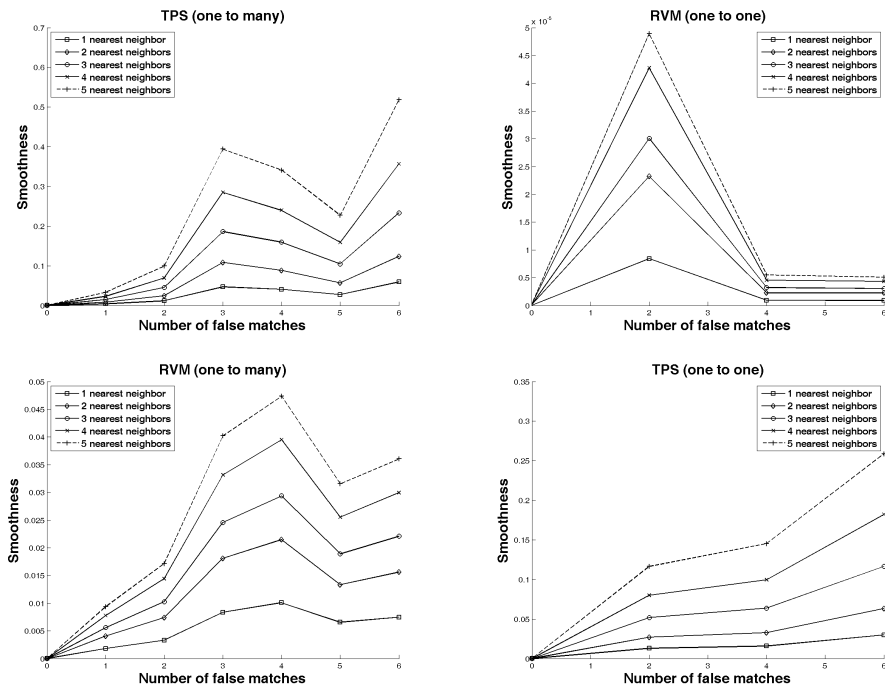 TPS (one to many)
0.7
0.6
0.5
0.4
0.3
0.2
0.1
0
Smoothness
1 nearest neighbor
2 nearest neighbors
3 nearest neighbors
4 nearest neighbors
5 nearest neighbors
0 1 2 3 4 5 6
Number of false matches
RVM (one to one)
5
4.5
4
3.5
3
2.5
2
1.5
1
0.5
0
Smoothness
1 nearest neighbor
2 nearest neighbors
3 nearest neighbors
4 nearest neighbors
5 nearest neighbors
0 1 2 3 4 5 6
Number of false matches
RVM (one to many)
0.05
0.045
0.04
0.035
0.03
0.025
0.02
0.015
0.01
0.005
0
Smoothness
1 nearest neighbor
2 nearest neighbors
3 nearest neighbors
4 nearest neighbors
5 nearest neighbors
0 1 2 3 4 5 6
Number of false matches
TPS (one to one)
0.35
0.3
0.25
0.2
0.15
0.1
0.05
0
Smoothness
1 nearest neighbor
2 nearest neighbors
3 nearest neighbors
4 nearest neighbors
5 nearest neighbors
0 1 2 3 4 5 6
Number of false matches